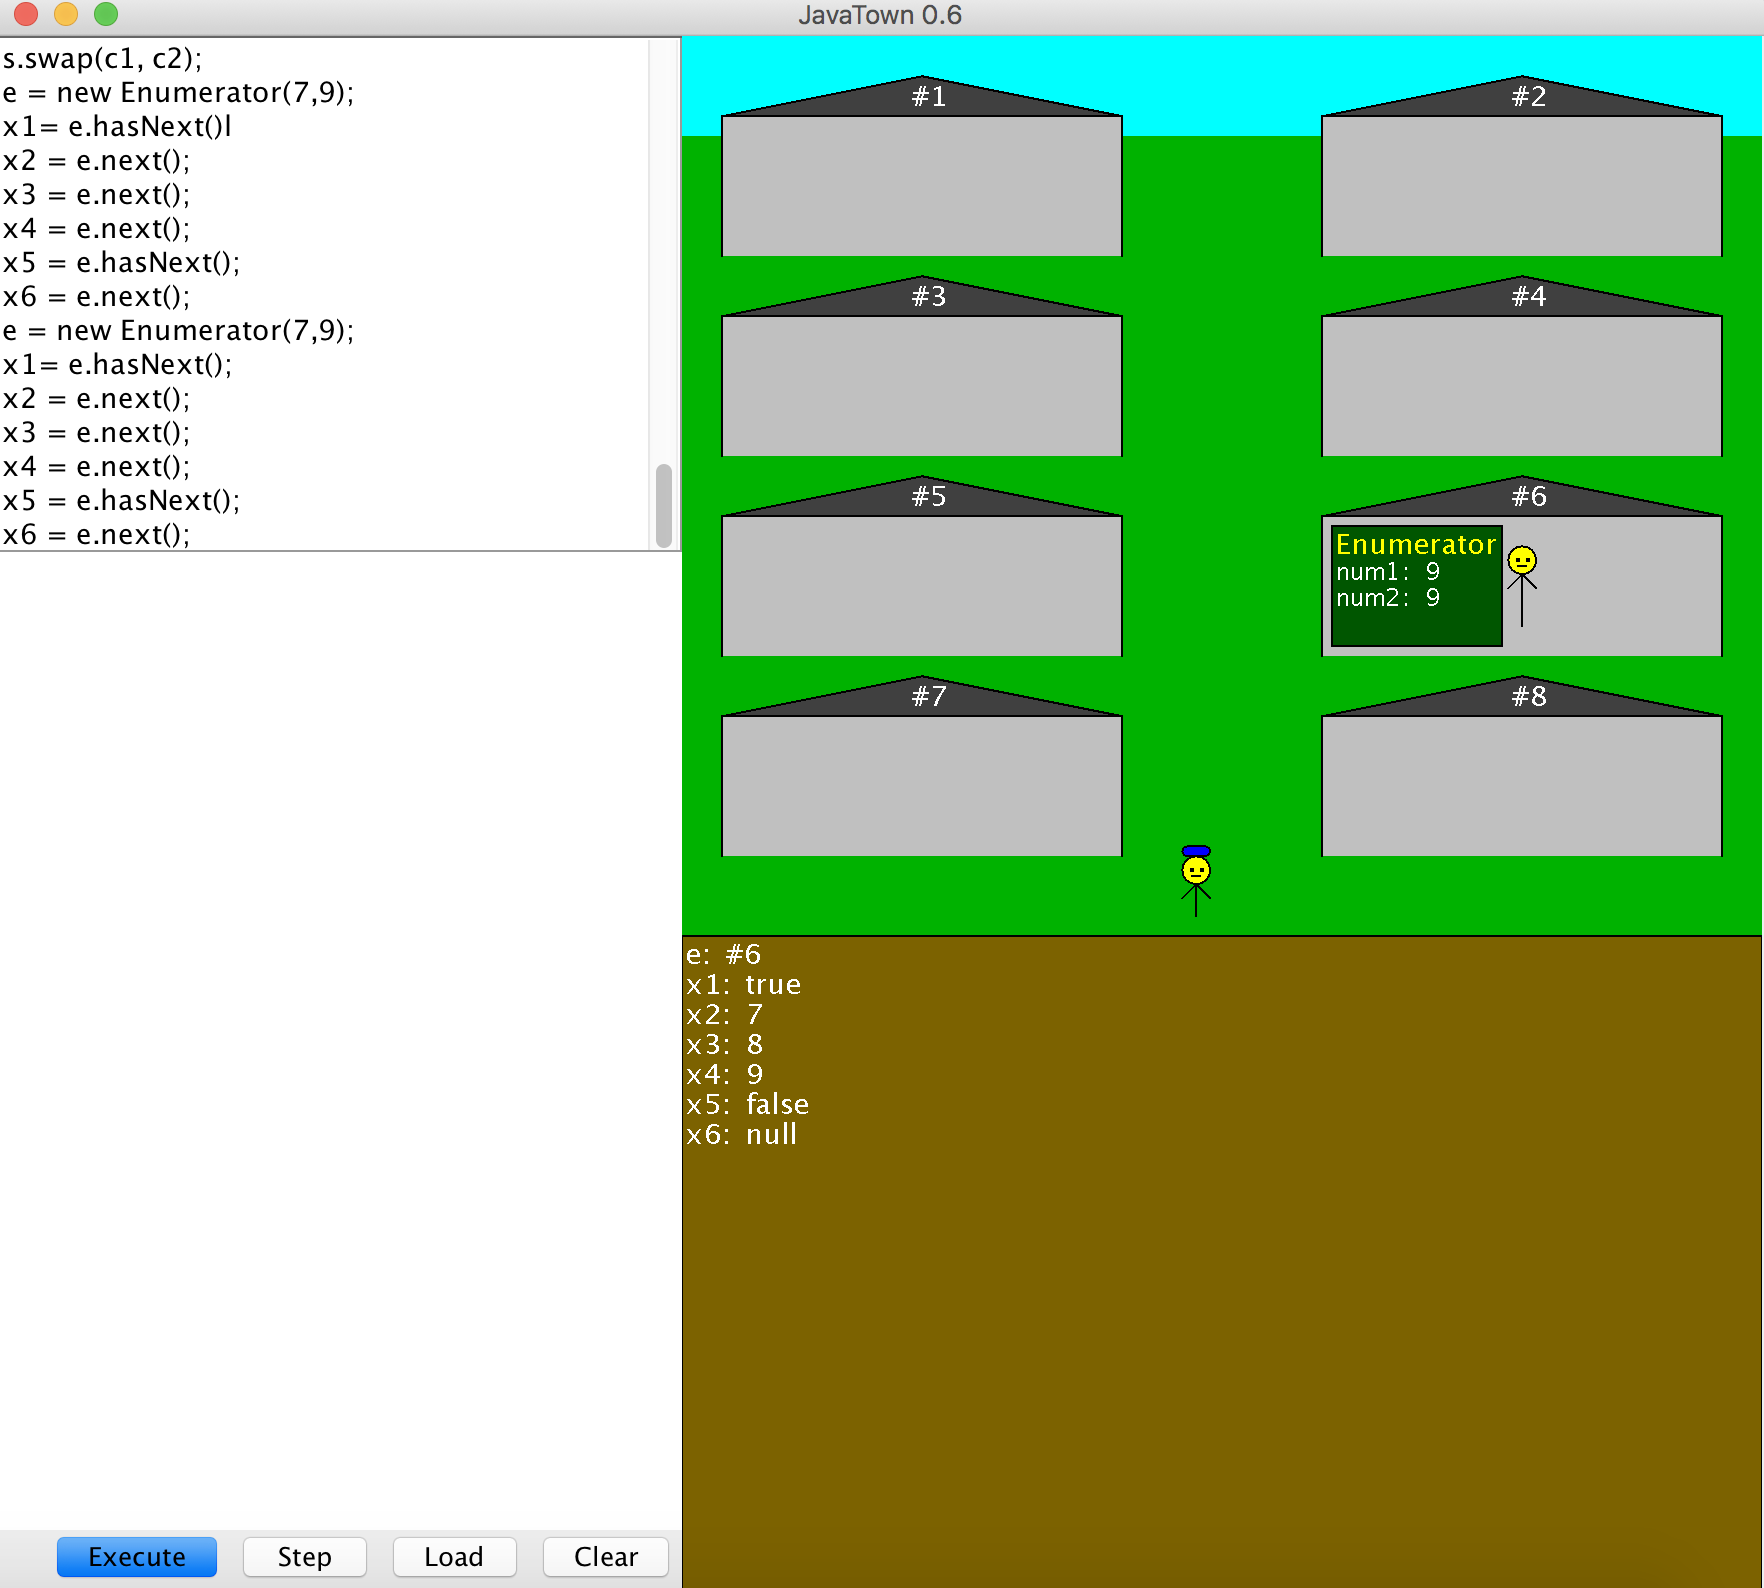 JavaTown 0.6
s.swap(c1, c2);
e = new Enumerator(7,9);
x1= e.hasNext()l
x2 = e.next();
x3 = e.next();
x4 = e.next();
x5 = e.hasNext();
x6 = e.next();
e = new Enumerator(7,9);
x1= e.hasNext();
x2 = e.next();
x3 = e.next();
x4 = e.next();
x5 = e.hasNext();
x6 = e.next();
Execute
Step
Load
Clear
#1
#2
#3
#4
#5
#6
Enumerator
num1: 9
num2: 9
#7
#8
e: #6
x1: true
x2: 7
x3: 8
x4: 9
x5: false
x6: null